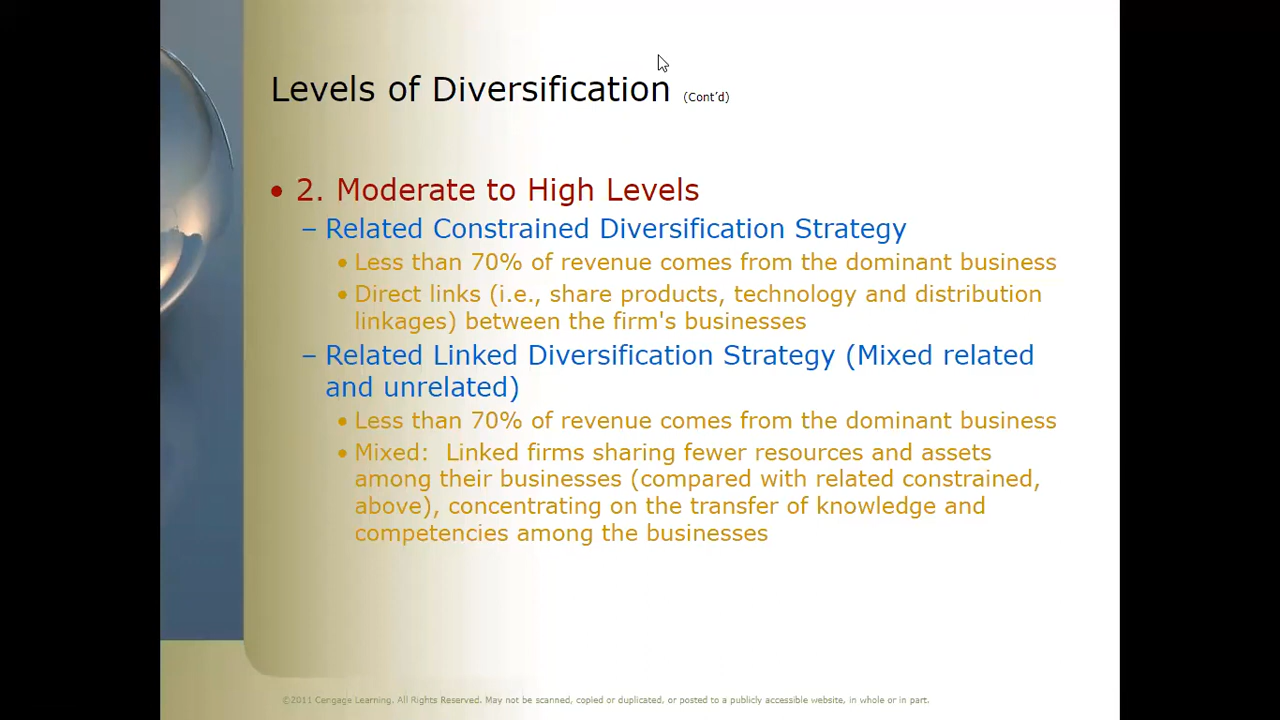 Levels of Diversification (Cont’d)
• 2. Moderate to High Levels
– Related Constrained Diversification Strategy
• Less than 70% of revenue comes from the dominant business
• Direct links (i.e., share products, technology and distribution
linkages) between the firm's businesses
– Related Linked Diversification Strategy (Mixed related
and unrelated)
• Less than 70% of revenue comes from the dominant business
• Mixed:  Linked firms sharing fewer resources and assets
among their businesses (compared with related constrained,
above), concentrating on the transfer of knowledge and
competencies among the businesses
©2011 Cengage Learning. All Rights Reserved. May not be scanned, copied or duplicated, or posted to a publicly accessible website, in whole or in part.